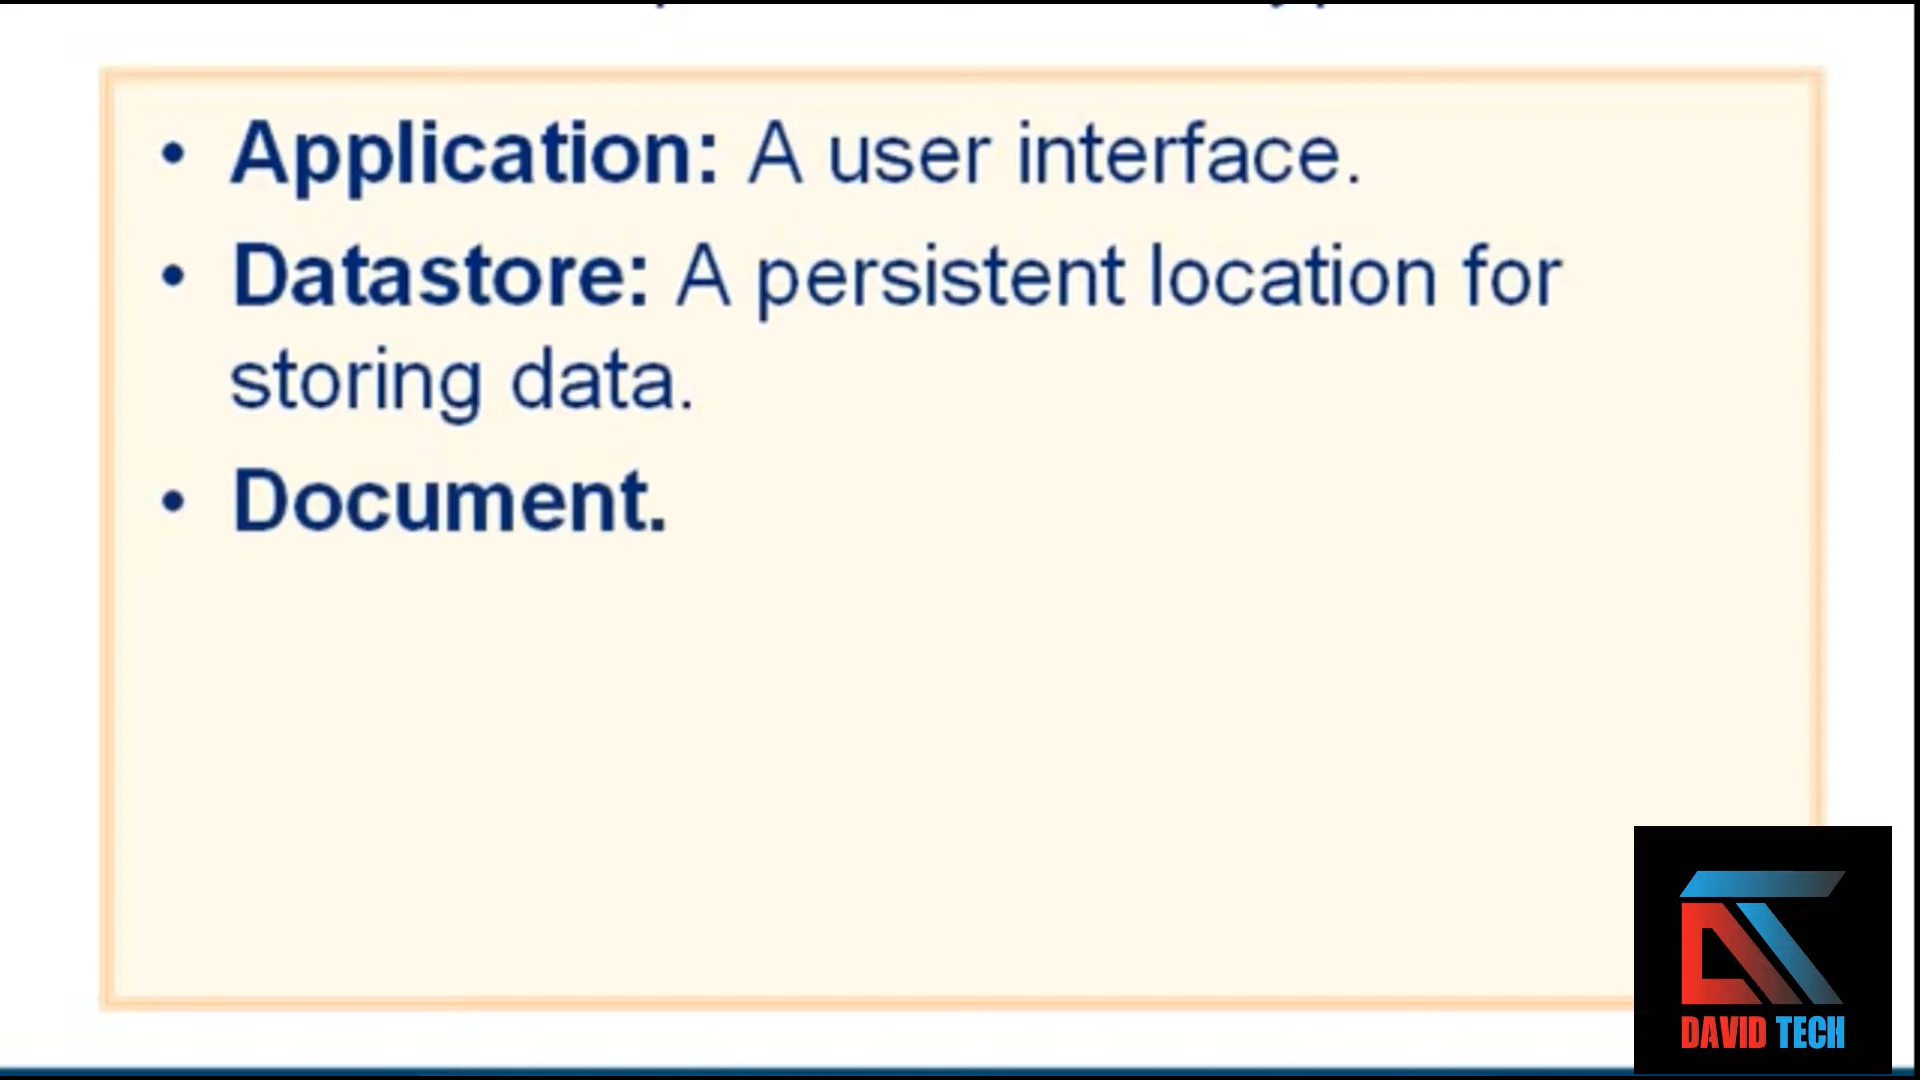 • Application: A user interface.
• Datastore: A persistent location for
storing data.
• Document.
DAVID TECH